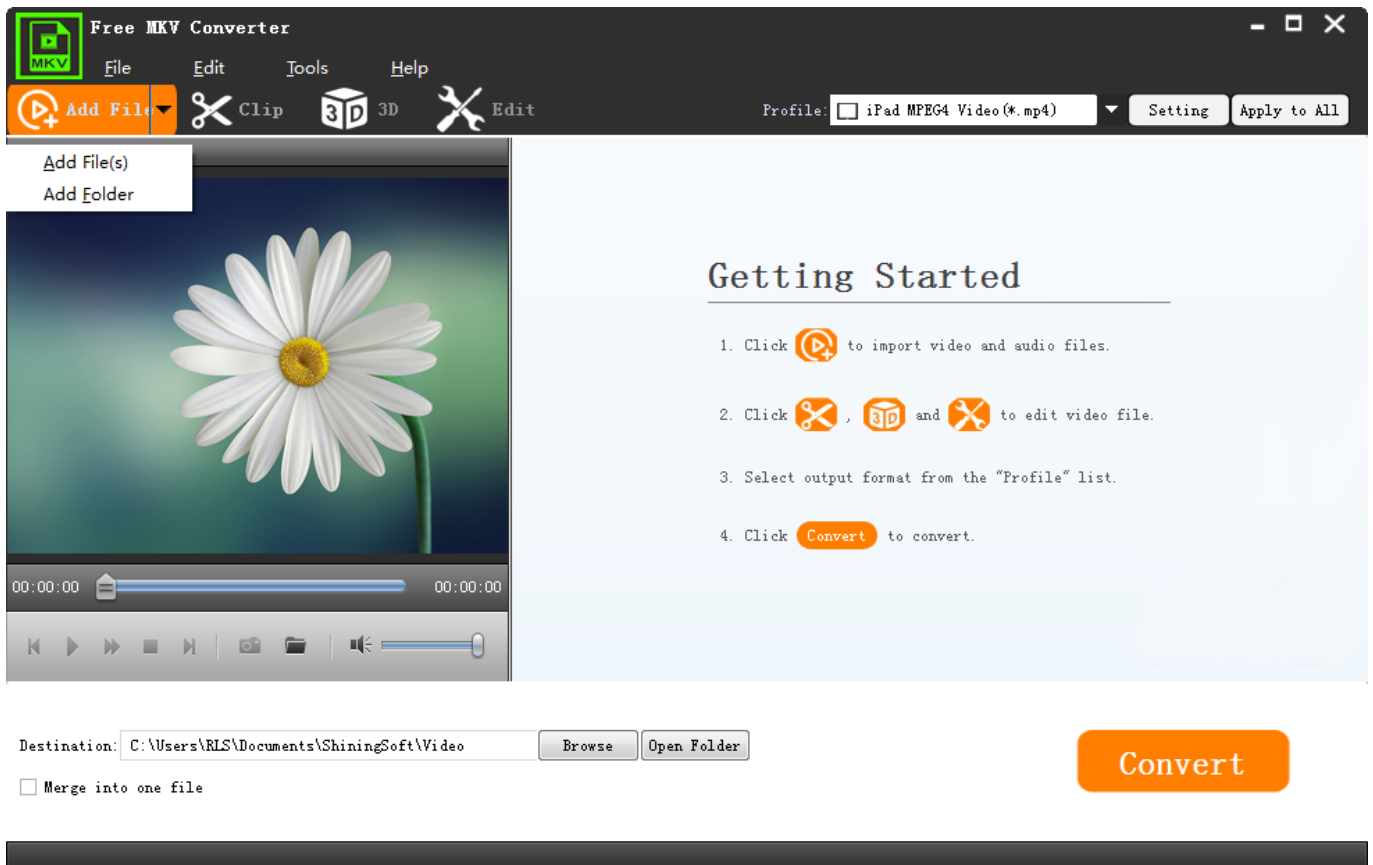 Free MKV Converter
MKV
File Edit Tools Help
Add File Clip 3D 3D Edit Profile: iPad MPEG4 Video(*.mp4) Setting Apply to All
Add File(s)
Add Folder
Getting Started
1. Click to import video and audio files.
2. Click , 3D and to edit video file.
3. Select output format from the "Profile" list.
4. Click Convert to convert.
00:00:00 00:00:00
Destination: C:\Users\RLS\Documents\ShiningSoft\Video Browse Open Folder
Convert
Merge into one file